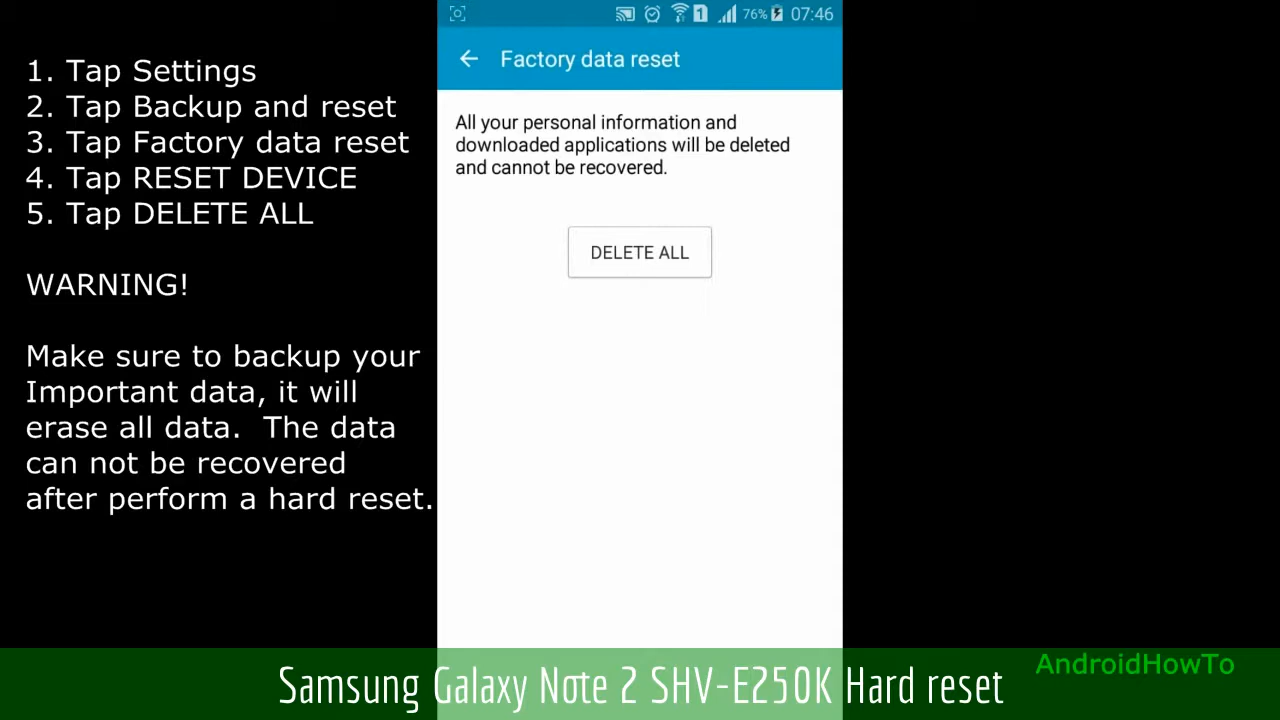 1. Tap Settings
2. Tap Backup and reset
3. Tap Factory data reset
4. Tap RESET DEVICE
5. Tap DELETE ALL
WARNING!
Make sure to backup your
Important data, it will
erase all data.  The data
can not be recovered
after perform a hard reset.
1 76% 07:46
Factory data reset
All your personal information and
downloaded applications will be deleted
and cannot be recovered.
DELETE ALL
AndroidHowTo
Samsung Galaxy Note 2 SHV-E250K Hard reset